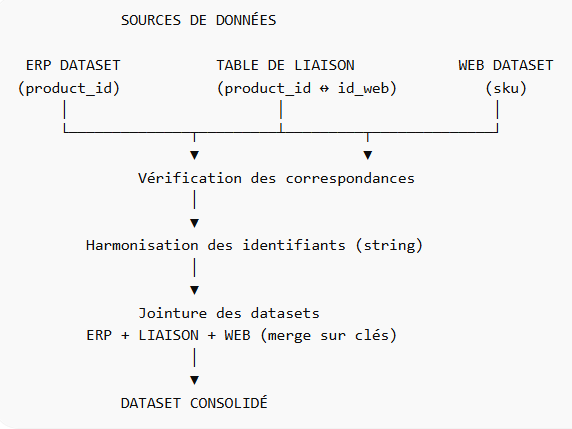 SOURCES DE DONNÉES
ERP DATASET TABLE DE LIAISON WEB DATASET
(product_id) (product_id ↔ id_web) (sku)
Vérification des correspondances
Harmonisation des identifiants (string)
Jointure des datasets
ERP + LIAISON + WEB (merge sur clés)
DATASET CONSOLIDÉ